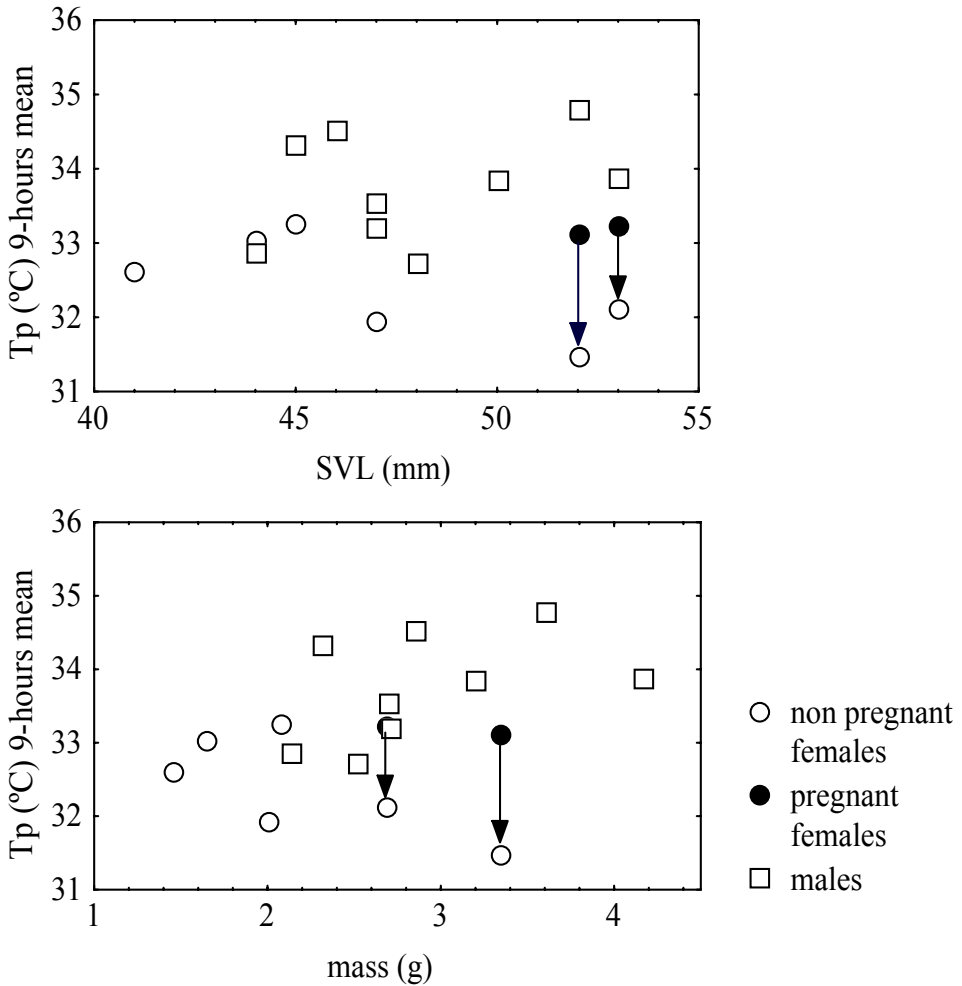 36
35
34
33
32
31
Tp (ºC) 9-hours mean
40
45
50
55
SVL (mm)
36
35
34
33
32
31
Tp (ºC) 9-hours mean
1
2
3
4
mass (g)
non pregnant
females
pregnant
females
males